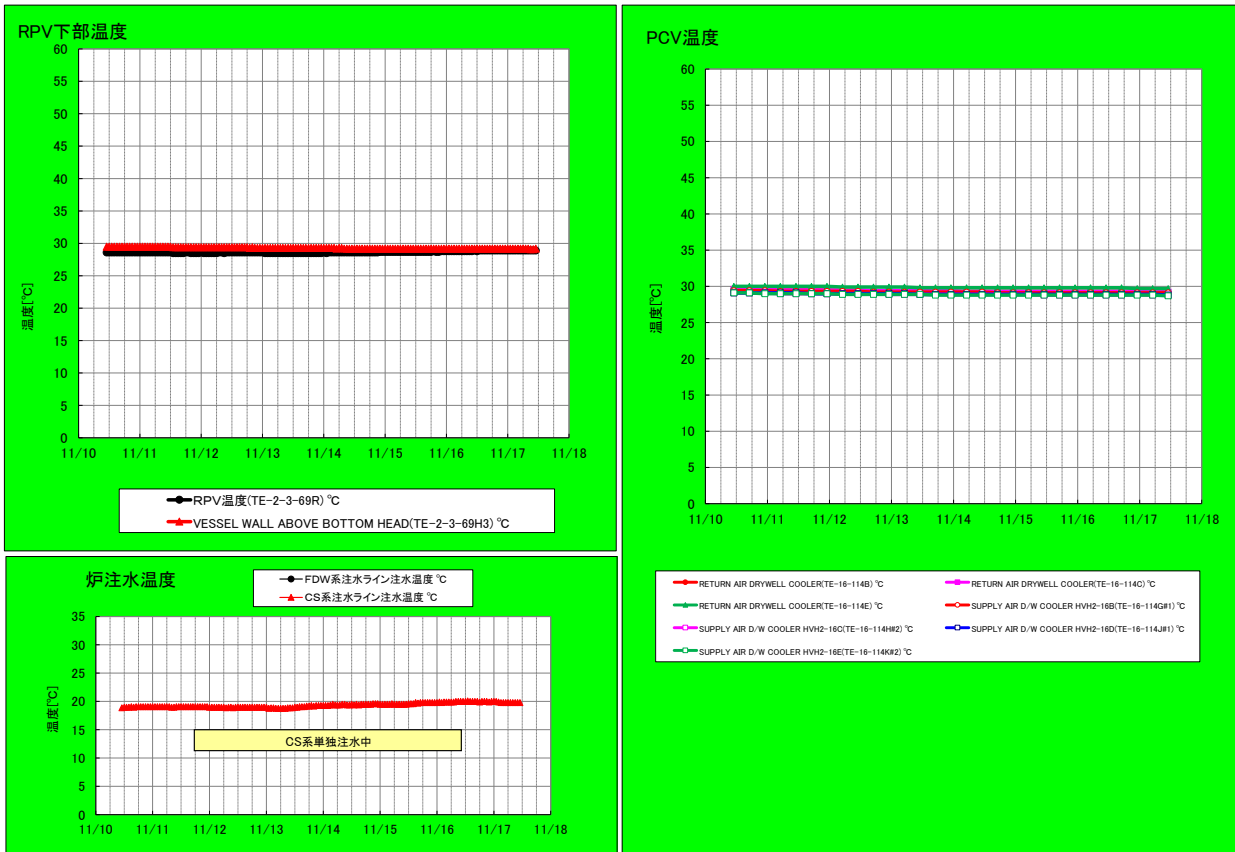 RPV下部温度
60
55
50
45
40
35
30
25
20
15
10
5
0
温度[℃]
11/10 11/11 11/12 11/13 11/14 11/15 11/16 11/17 11/18
RPV温度(TE-2-3-69R) ℃
VESSEL WALL ABOVE BOTTOM HEAD(TE-2-3-69H3) ℃
炉注水温度
FDW系注水ライン注水温度 ℃
CS系注水ライン注水温度 ℃
35
30
25
20
15
10
5
0
温度[℃]
CS系単独注水中
11/10 11/11 11/12 11/13 11/14 11/15 11/16 11/17 11/18
PCV温度
60
55
50
45
40
35
30
25
20
15
10
5
0
温度[℃]
11/10 11/11 11/12 11/13 11/14 11/15 11/16 11/17 11/18
RETURN AIR DRYWELL COOLER(TE-16-114B) ℃
RETURN AIR DRYWELL COOLER(TE-16-114C) ℃
RETURN AIR DRYWELL COOLER(TE-16-114E) ℃
SUPPLY AIR D/W COOLER HVH2-16B(TE-16-114G#1) ℃
SUPPLY AIR D/W COOLER HVH2-16C(TE-16-114H#2) ℃
SUPPLY AIR D/W COOLER HVH2-16D(TE-16-114J#1) ℃
SUPPLY AIR D/W COOLER HVH2-16E(TE-16-114K#2) ℃